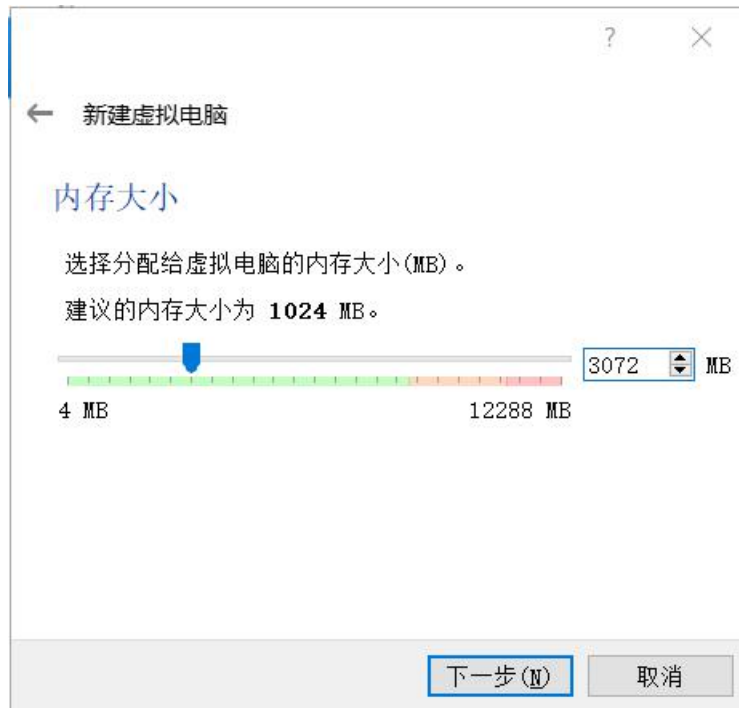 ?
新建虚拟电脑
内存大小
选择分配给虚拟电脑的内存大小(MB)。
建议的内存大小为 1024 MB。
3072 MB
4 MB 12288 MB
下一步(N) 取消